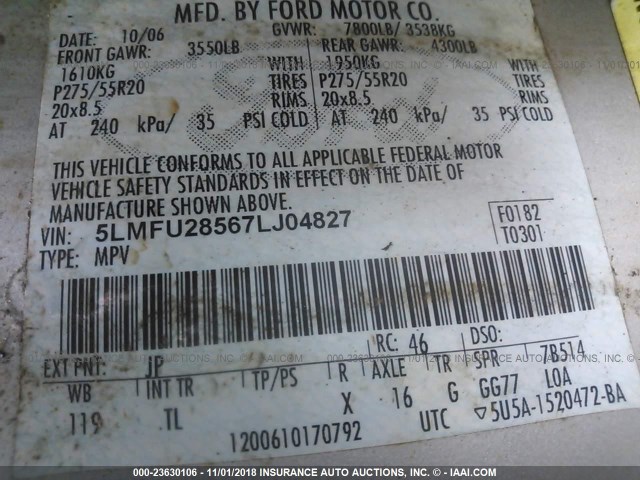 MFD. BY FORD MOTOR CO.
DATE: 10/06 GVWR: 7800LB/ 3538KG
FRONT GAWR: 3550LB REAR GAWR: 4300LB
1610KG WITH 1950KG WITH
P275/55R20 TIRES P275/55R20 TIRES
20x8.5 RIMS 20x8.5 RIMS
AT 240 kPa/ 35 PSI COLD AT 240 kPa/ 35 PSI COLD
THIS VEHICLE CONFORMS TO ALL APPLICABLE FEDERAL MOTOR
VEHICLE SAFETY STANDARDS IN EFFECT ON THE DATE OF
MANUFACTURE SHOWN ABOVE.
VIN: 5LMFU28567LJ04827 F0182
TYPE: MPV T0301
EXT PNT: JP RC: 46 DSO:
WB INT TR TP/PS R AXLE TR SPR 7B514
119 TL X 16 G GG77 LOA
1200610170792 UTC ▽5U5A-1520472-BA
000-23630106 - 11/01/2018 INSURANCE AUTO AUCTIONS, INC. - © - IAAI.COM